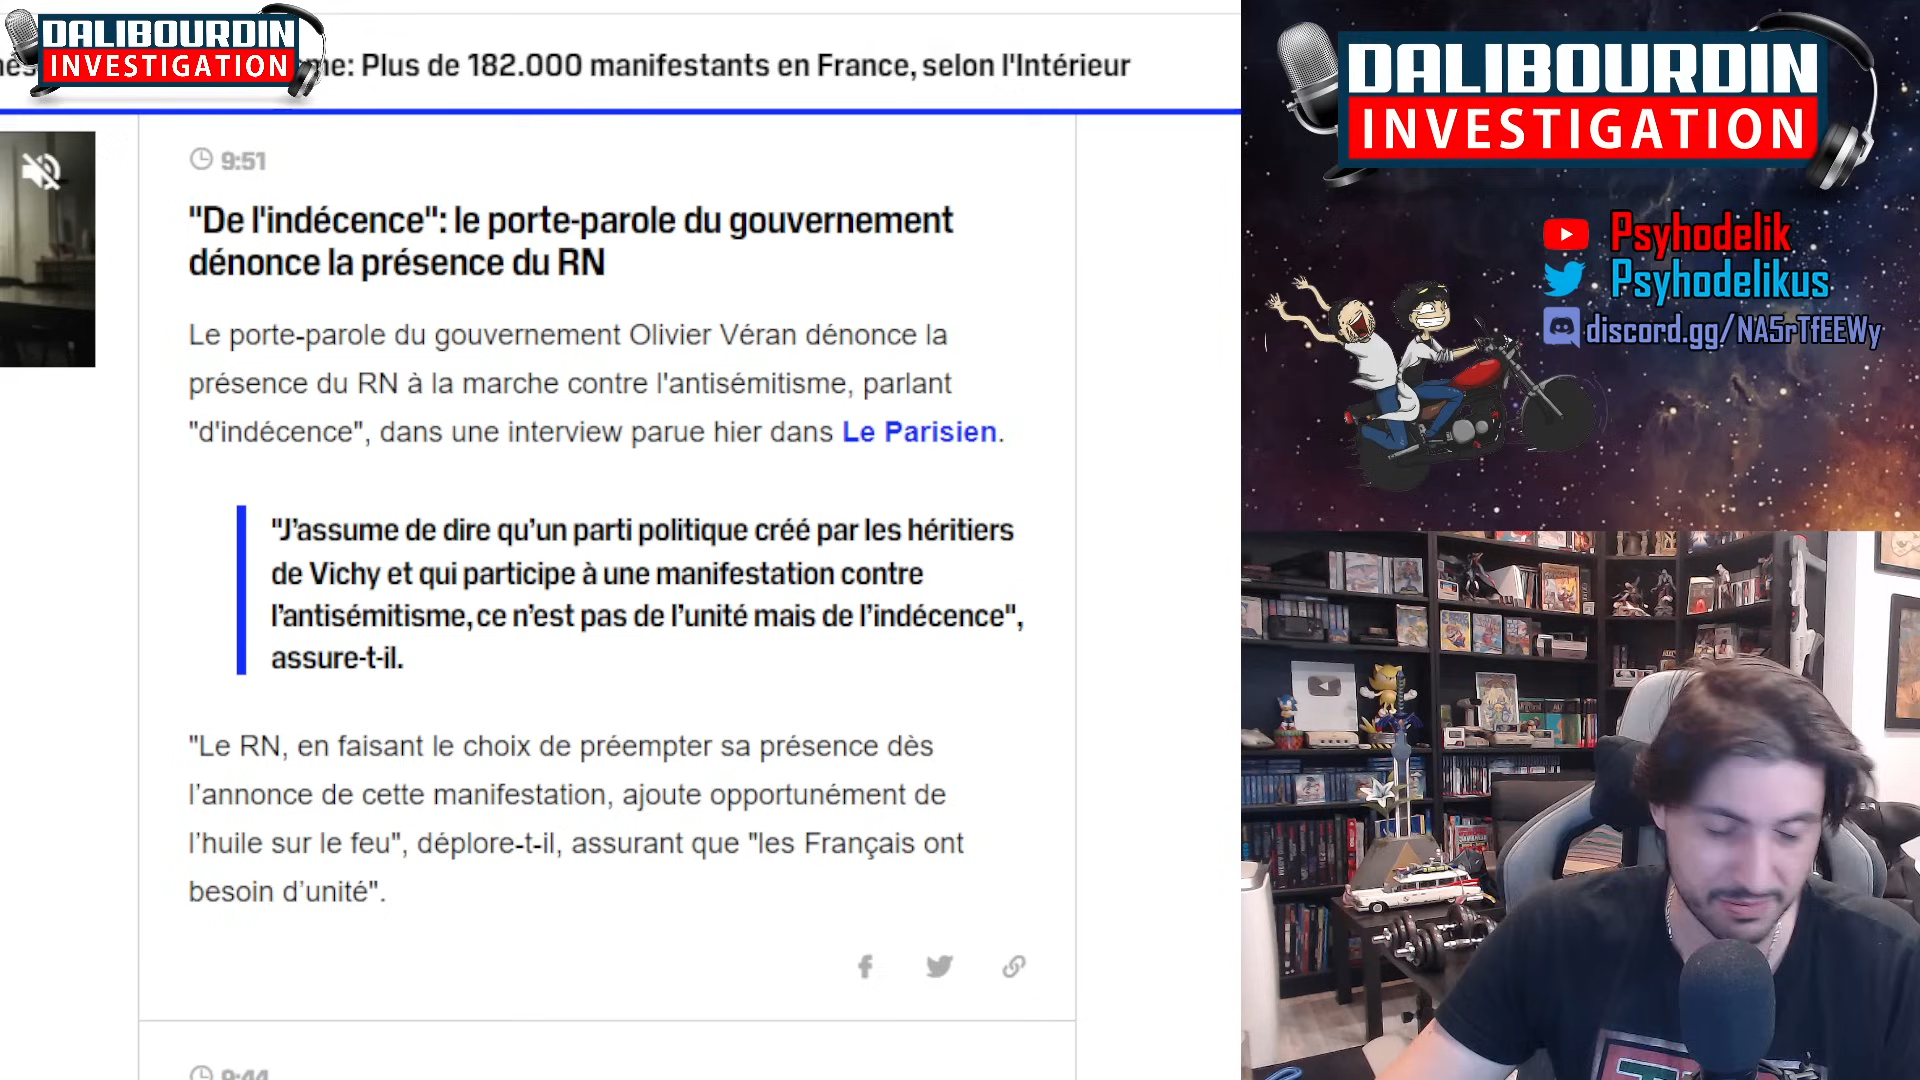 DALIBOURDIN
INVESTIGATION
me: Plus de 182.000 manifestants en France, selon l'Intérieur
9:51
"De l'indécence": le porte-parole du gouvernement
dénonce la présence du RN
Le porte-parole du gouvernement Olivier Véran dénonce la
présence du RN à la marche contre l'antisémitisme, parlant
"d'indécence", dans une interview parue hier dans Le Parisien.
"J’assume de dire qu’un parti politique créé par les héritiers
de Vichy et qui participe à une manifestation contre
l’antisémitisme, ce n’est pas de l’unité mais de l’indécence",
assure-t-il.
"Le RN, en faisant le choix de préempter sa présence dès
l’annonce de cette manifestation, ajoute opportunément de
l’huile sur le feu", déplore-t-il, assurant que "les Français ont
besoin d’unité".
9:44
DALIBOURDIN
INVESTIGATION
Psyhodelik
Psyhodelikus
discord.gg/NA5rTfEEWy